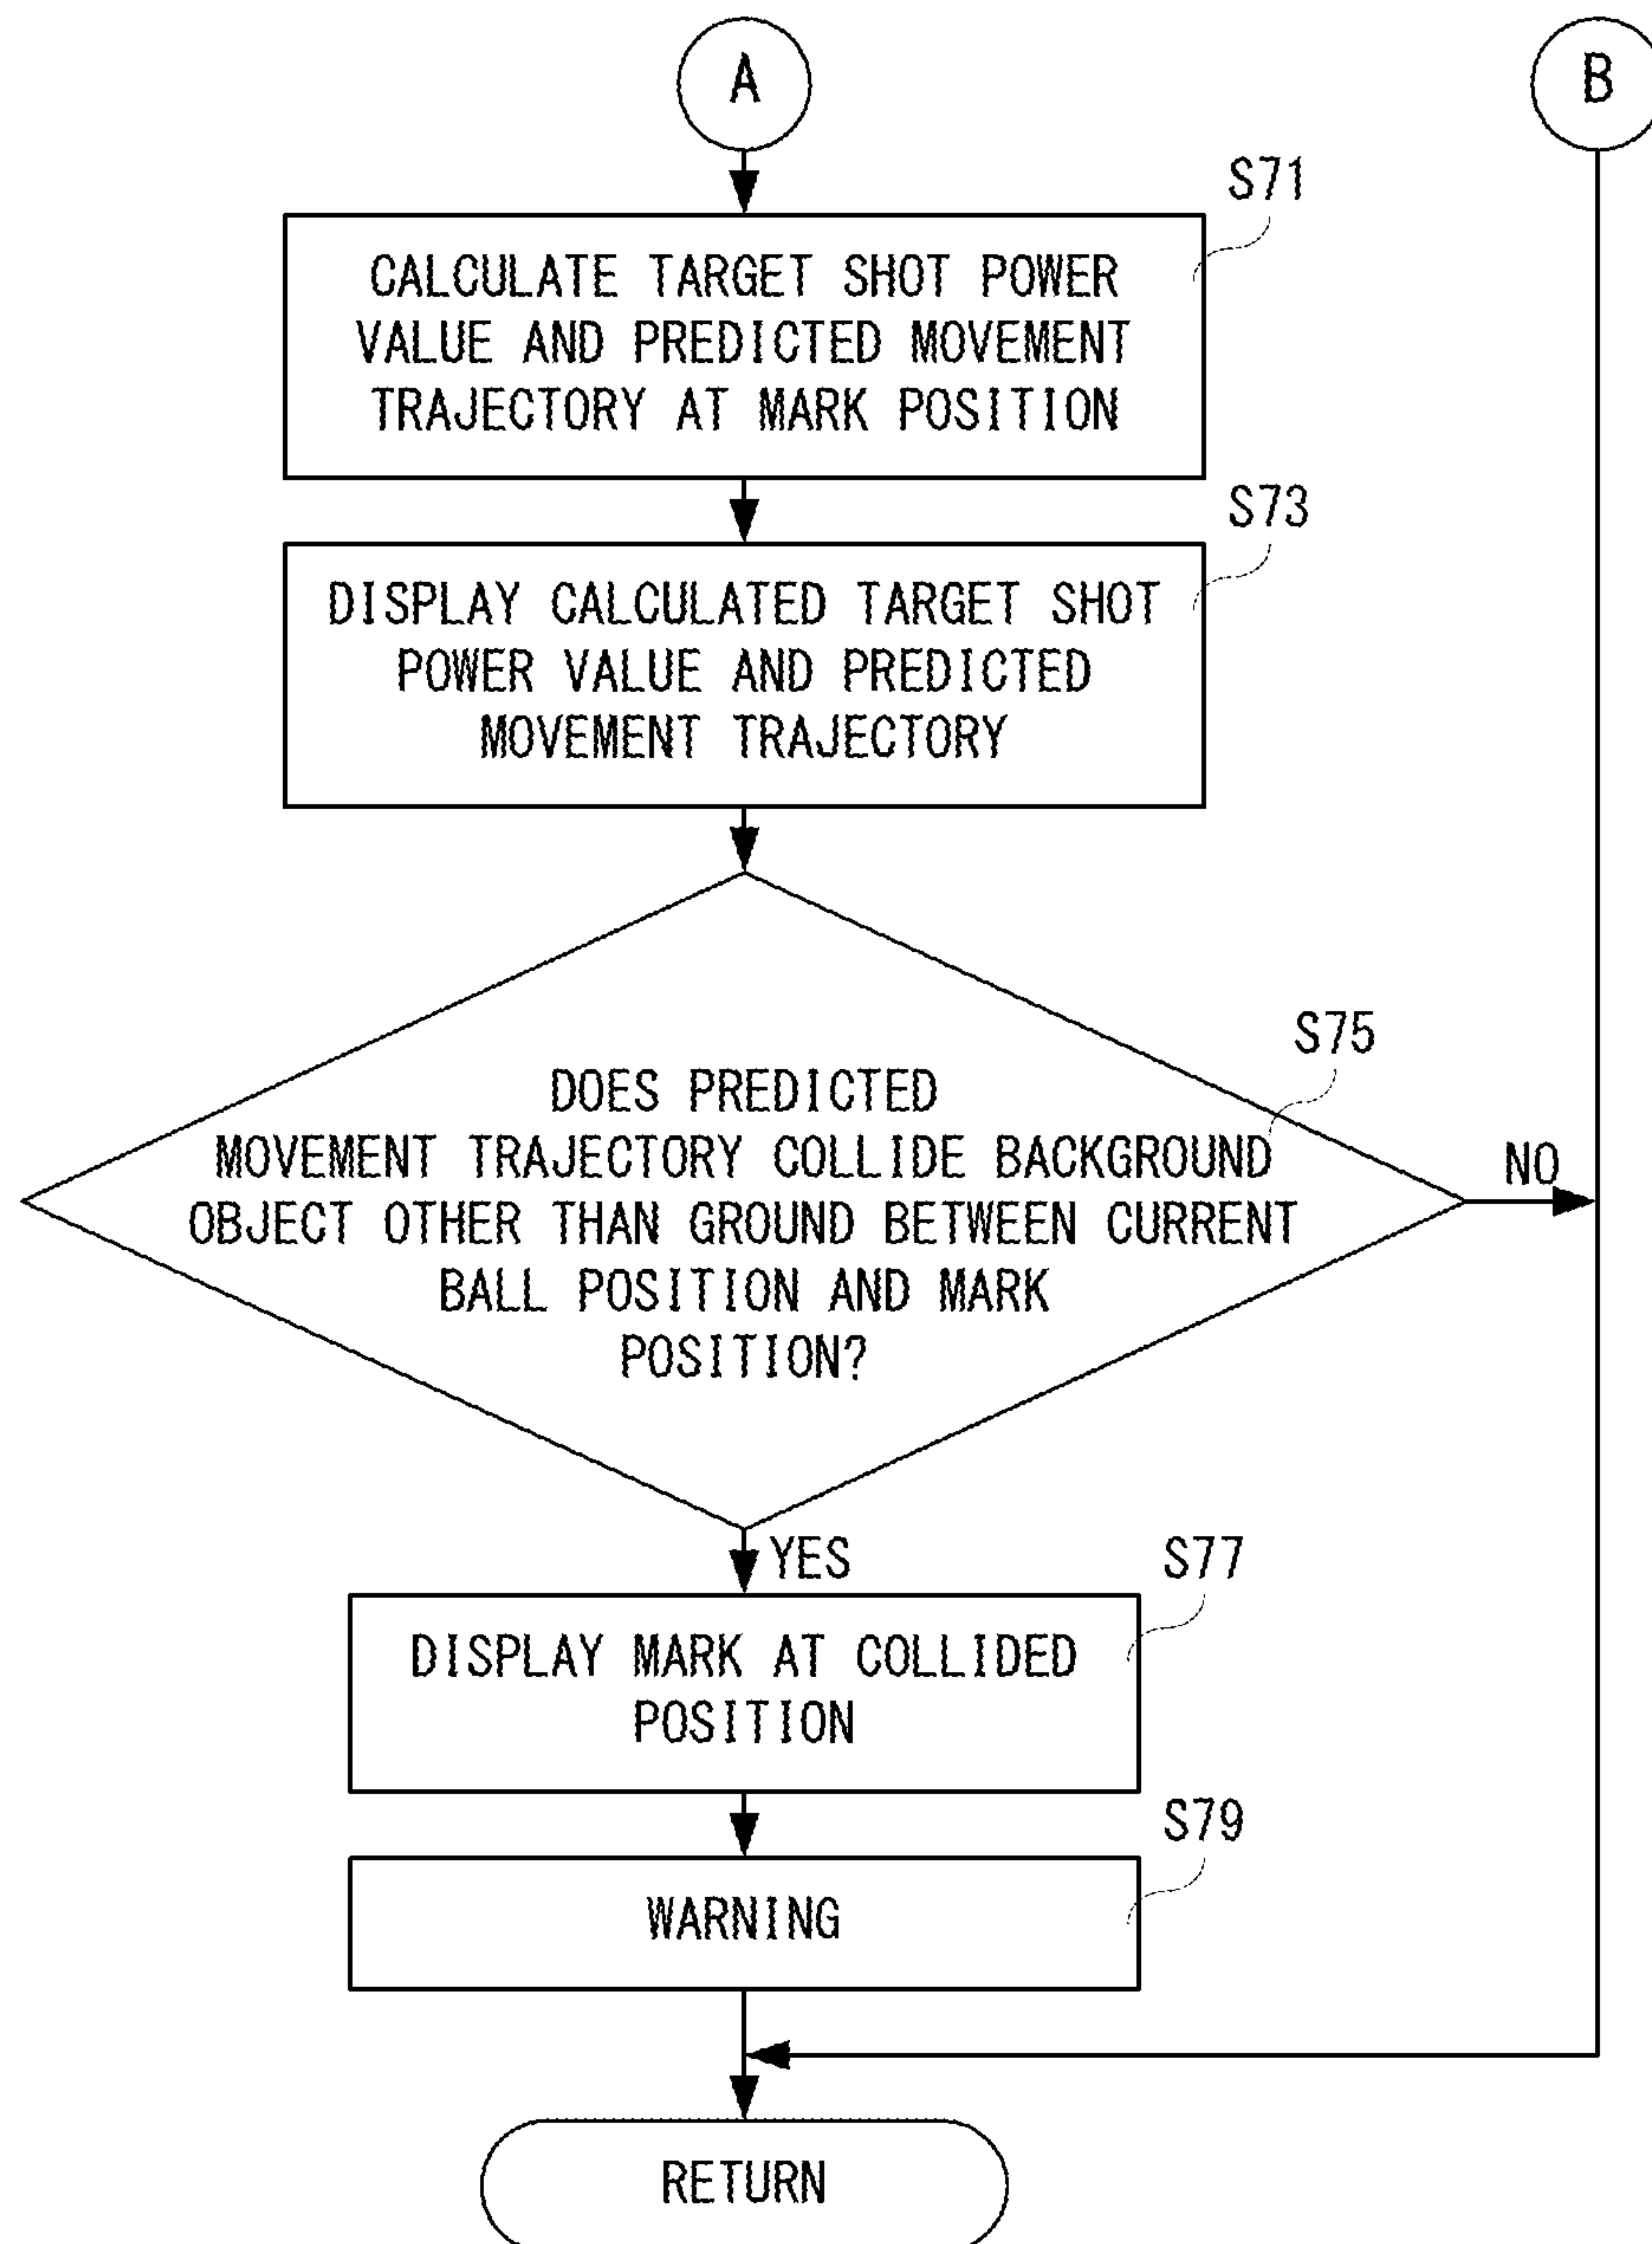 A
B
S71
CALCULATE TARGET SHOT POWER
VALUE AND PREDICTED MOVEMENT
TRAJECTORY AT MARK POSITION
S73
DISPLAY CALCULATED TARGET SHOT
POWER VALUE AND PREDICTED
MOVEMENT TRAJECTORY
S75
DOES PREDICTED
MOVEMENT TRAJECTORY COLLIDE BACKGROUND
OBJECT OTHER THAN GROUND BETWEEN CURRENT
BALL POSITION AND MARK
POSITION?
NO
YES
S77
DISPLAY MARK AT COLLIDED
POSITION
S79
WARNING
RETURN